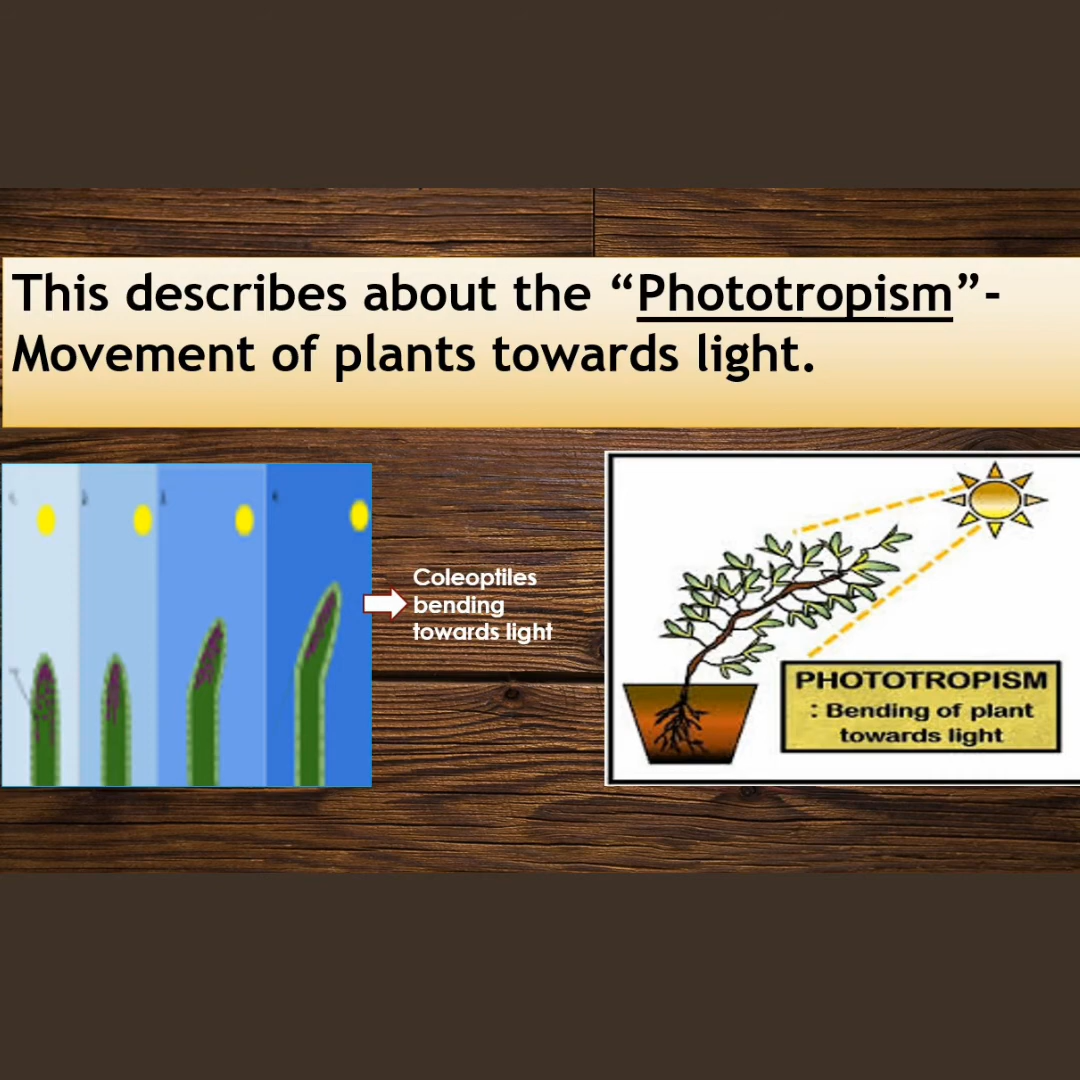 This describes about the “Phototropism”-
Movement of plants towards light.
Coleoptiles
bending
towards light
PHOTOTROPISM
: Bending of plant
towards light